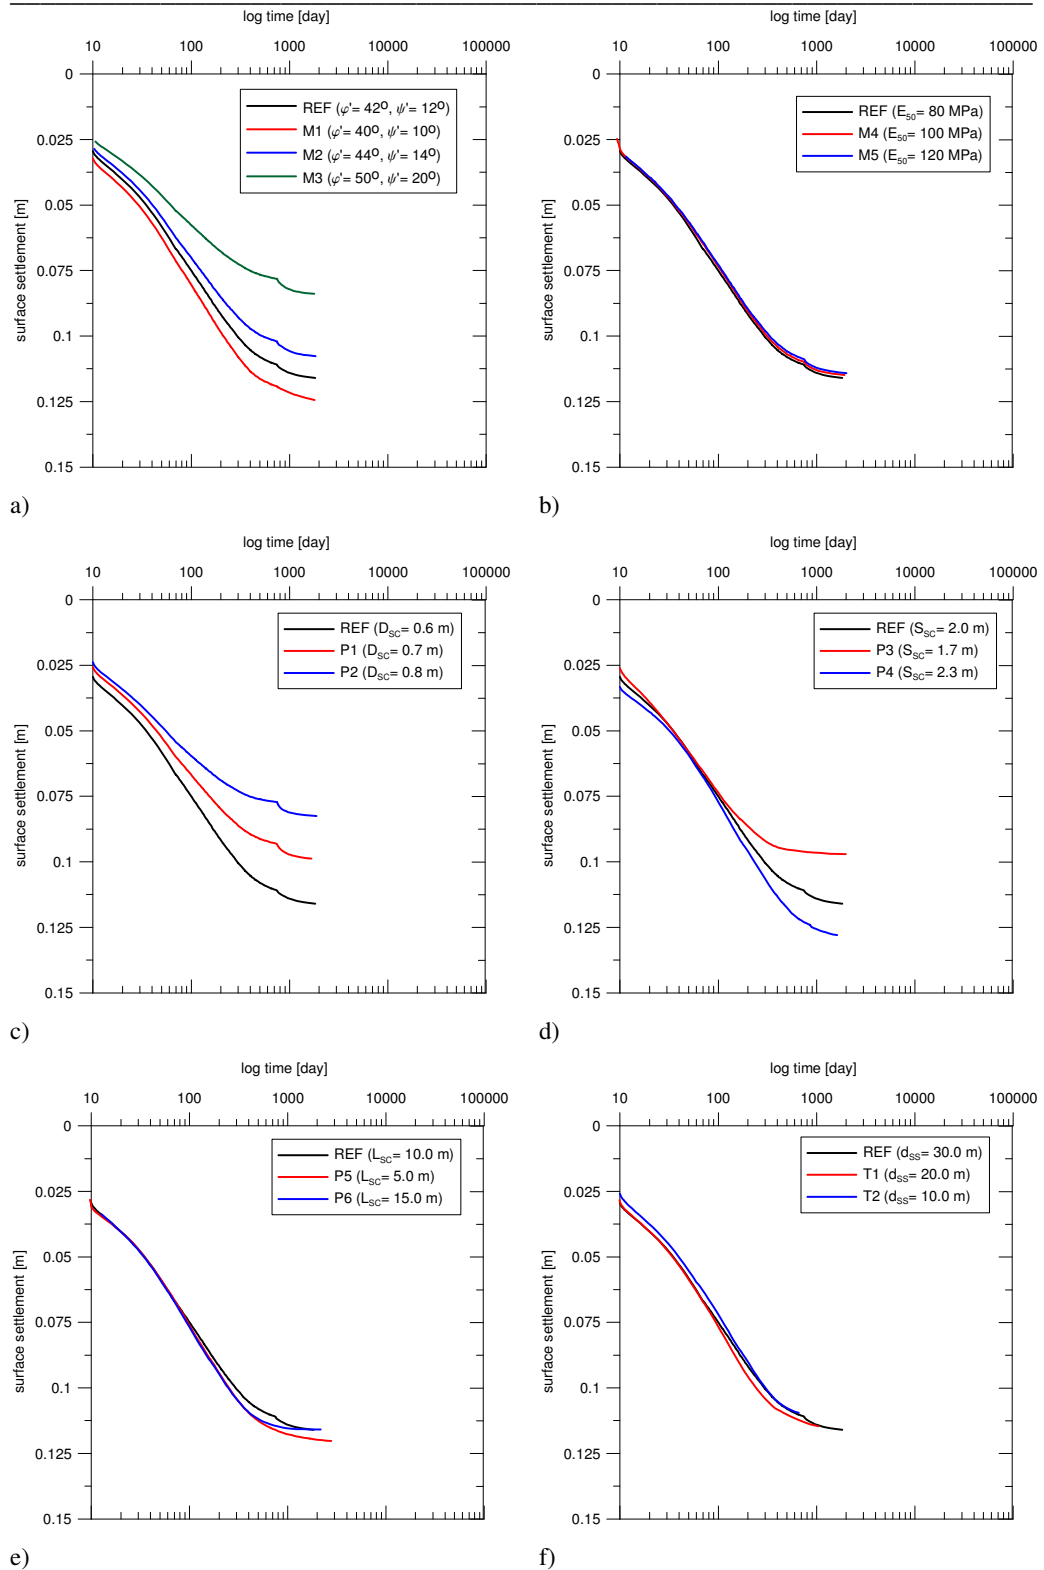 log time [day]
10 100 1000 10000 100000
0
0.025
0.05
0.075
0.1
0.125
0.15
surface settlement [m]
REF (φ'= 42º, ψ'= 12º)
M1 (φ'= 40º, ψ'= 10º)
M2 (φ'= 44º, ψ'= 14º)
M3 (φ'= 50º, ψ'= 20º)
a)
log time [day]
10 100 1000 10000 100000
0
0.025
0.05
0.075
0.1
0.125
0.15
surface settlement [m]
REF (E50= 80 MPa)
M4 (E50= 100 MPa)
M5 (E50= 120 MPa)
b)
log time [day]
10 100 1000 10000 100000
0
0.025
0.05
0.075
0.1
0.125
0.15
surface settlement [m]
REF (DSC= 0.6 m)
P1 (DSC= 0.7 m)
P2 (DSC= 0.8 m)
c)
log time [day]
10 100 1000 10000 100000
0
0.025
0.05
0.075
0.1
0.125
0.15
surface settlement [m]
REF (SSC= 2.0 m)
P3 (SSC= 1.7 m)
P4 (SSC= 2.3 m)
d)
log time [day]
10 100 1000 10000 100000
0
0.025
0.05
0.075
0.1
0.125
0.15
surface settlement [m]
REF (LSC= 10.0 m)
P5 (LSC= 5.0 m)
P6 (LSC= 15.0 m)
e)
log time [day]
10 100 1000 10000 100000
0
0.025
0.05
0.075
0.1
0.125
0.15
surface settlement [m]
REF (dSS= 30.0 m)
T1 (dSS= 20.0 m)
T2 (dSS= 10.0 m)
f)